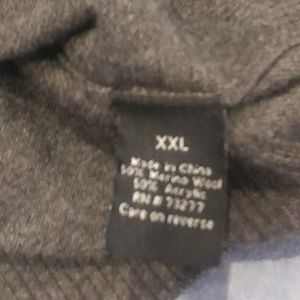 XXL
Made in China
50% Merino Wool
50% Acrylic
RN # 73277
Care on reverse